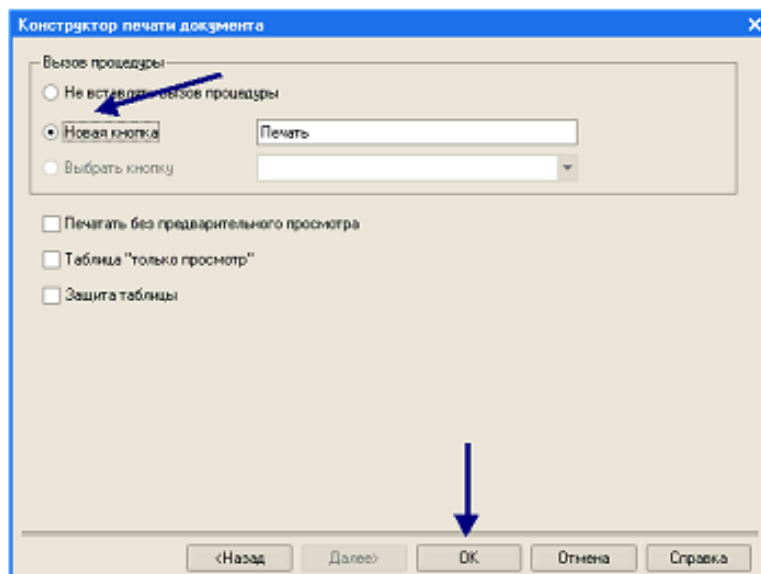 Конструктор печати документа
Вызов процедуры
Не вставлять вызов процедуры
Новая кнопка Печать
Выбрать кнопку
Печатать без предварительного просмотра
Таблица "только просмотр"
Защита таблицы
<Назад Далее> OK Отмена Справка